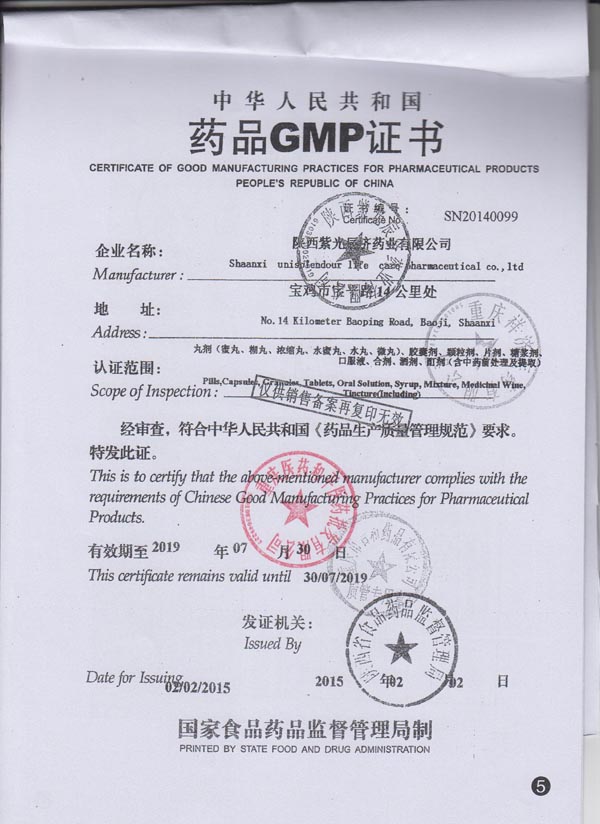 中华人民共和国
药品GMP证书
CERTIFICATE OF GOOD MANUFACTURING PRACTICES FOR PHARMACEUTICAL PRODUCTS
PEOPLE'S REPUBLIC OF CHINA
证书编号：
Certificate No SN20140099
企业名称： 陕西紫光辰济药业有限公司
Manufacturer : Shaanxi unisplendour life care pharmaceutical co.,ltd
地 址： 宝鸡市宝平路14公里处
Address : No.14 Kilometer Baoping Road, Baoji, Shaanxi
丸剂（蜜丸、糊丸、浓缩丸、水蜜丸、水丸、微丸）、胶囊剂、颗粒剂、片剂、糖浆剂、
认证范围： 口服液、合剂、酒剂、酊剂（含中药前处理及提取）
Scope of Inspection : Pills,Capsules, Granules, Tablets, Oral Solution, Syrup, Mixture, Medicinal Wine,
Tincture(Including)
仅供销售备案再复印无效
经审查，符合中华人民共和国《药品生产质量管理规范》要求。
特发此证。
This is to certify that the above-mentioned manufacturer complies with the
requirements of Chinese Good Manufacturing Practices for Pharmaceutical
Products.
有效期至 2019 年 07 月 30 日
This certificate remains valid until 30/07/2019
发证机关：
Issued By
陕西省食品药品监督管理局
Date for Issuing 02/02/2015 2015 年 02 月 02 日
国家食品药品监督管理局制
PRINTED BY STATE FOOD AND DRUG ADMINISTRATION
5